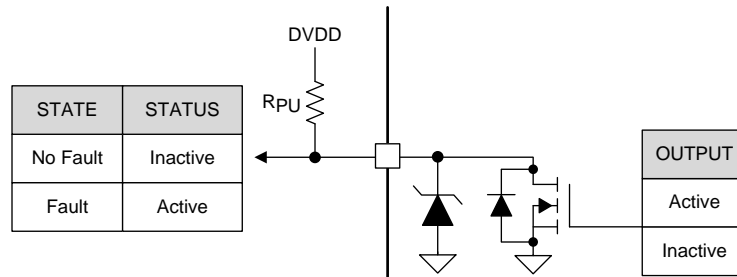 DVDD
RPU
STATE STATUS
No Fault Inactive
Fault Active
OUTPUT
Active
Inactive